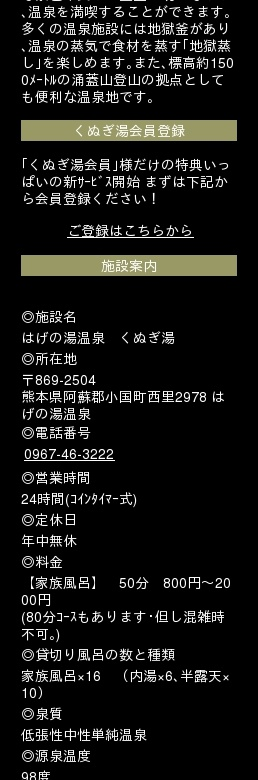 ､温泉を満喫することができます｡
多くの温泉施設には地獄釜があり
､温泉の蒸気で食材を蒸す｢地獄蒸
し｣を楽しめます｡また､標高約150
0ﾒｰﾄﾙの涌蓋山登山の拠点として
も便利な温泉地です｡
くぬぎ湯会員登録
｢くぬぎ湯会員｣様だけの特典いっ
ぱいの新ｻｰﾋﾞｽ開始 まずは下記か
ら会員登録ください！
ご登録はこちらから
施設案内
◎施設名
はげの湯温泉　くぬぎ湯
◎所在地
〒869-2504
熊本県阿蘇郡小国町西里2978 は
げの湯温泉
◎電話番号
0967-46-3222
◎営業時間
24時間(ｺｲﾝﾀｲﾏｰ式)
◎定休日
年中無休
◎料金
【家族風呂】　50分　800円〜20
00円
(80分ｺｰｽもあります･但し混雑時
不可｡)
◎貸切り風呂の数と種類
家族風呂×16　（内湯×6､半露天×
10）
◎泉質
低張性中性単純温泉
◎源泉温度
98度